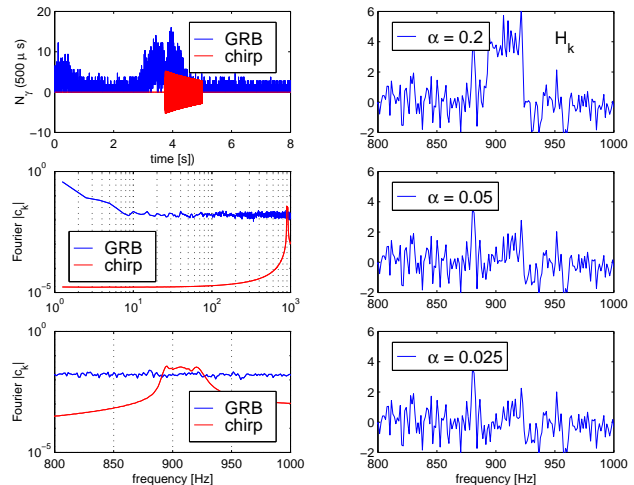 N_γ (500 μ s)
20
10
0
−10
GRB
chirp
0 2 4 6 8
time [s])
6
4
2
0
−2
α = 0.2
H_k
800 850 900 950 1000
Fourier |c_k|
10^0
10^−5
GRB
chirp
10^0 10^1 10^2 10^3
6
4
2
0
−2
α = 0.05
800 850 900 950 1000
Fourier |c_k|
10^0
10^−5
GRB
chirp
800 850 900 950 1000
frequency [Hz]
6
4
2
0
−2
α = 0.025
800 850 900 950 1000
frequency [Hz]